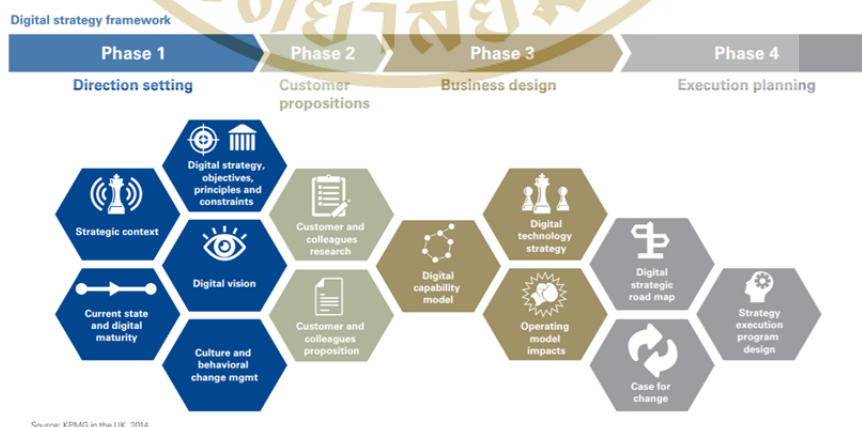 Digital strategy framework
Phase 1
Phase 2
Phase 3
Phase 4
Direction setting
Customer
propositions
Business design
Execution planning
Digital strategy,
objectives,
principles and
constraints
Strategic context
Digital vision
Current state
and digital
maturity
Culture and
behavioral
change mgmt
Customer and
colleagues
research
Customer and
colleagues
proposition
Digital
capability
model
Digital
technology
strategy
Operating
model
impacts
Digital
strategic
road map
Case for
change
Strategy
execution
program
design
Source: KPMG in the UK, 2014